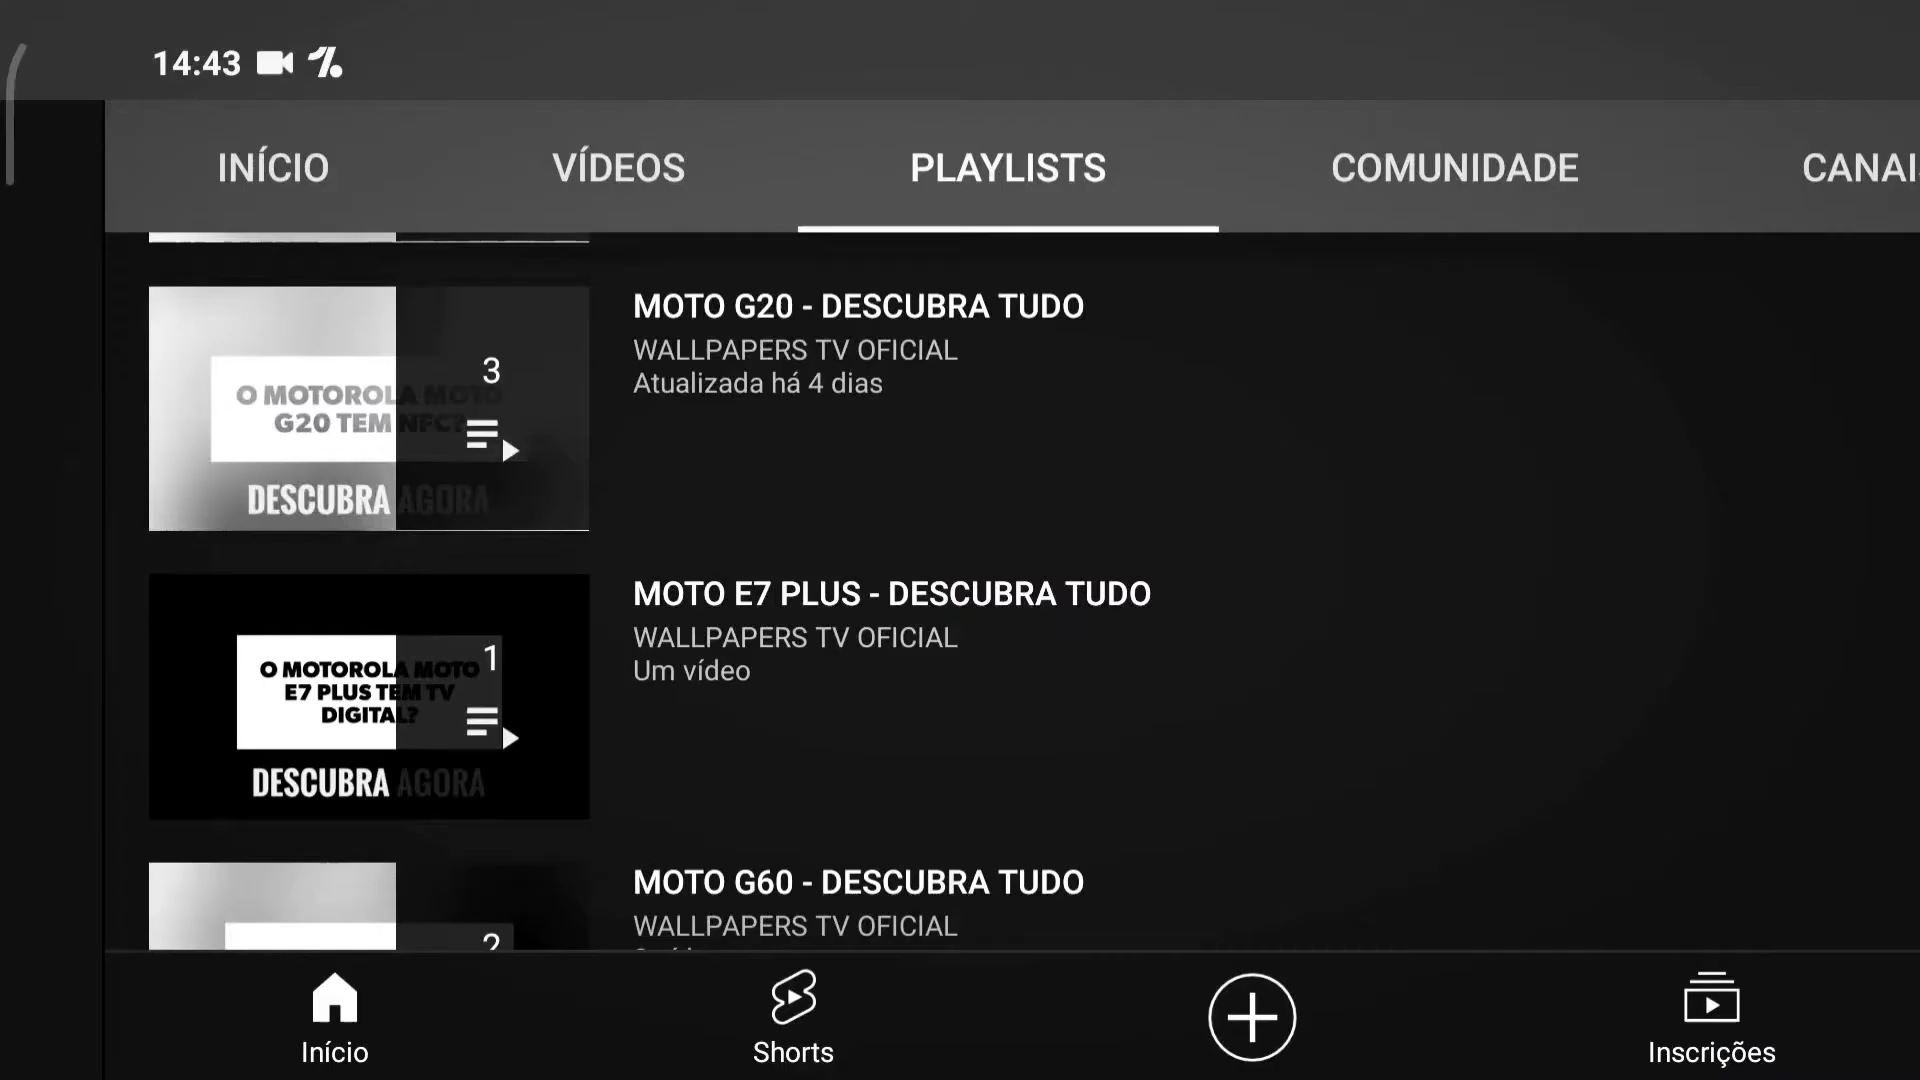 14:43
INÍCIO VÍDEOS PLAYLISTS COMUNIDADE
O MOTOROLA MOTO
G20 TEM NFC?
DESCUBRA AGORA
3
MOTO G20 - DESCUBRA TUDO
WALLPAPERS TV OFICIAL
Atualizada há 4 dias
O MOTOROLA MOTO
E7 PLUS TEM TV
DIGITAL?
DESCUBRA AGORA
1
MOTO E7 PLUS - DESCUBRA TUDO
WALLPAPERS TV OFICIAL
Um vídeo
2
MOTO G60 - DESCUBRA TUDO
WALLPAPERS TV OFICIAL
Início Shorts Inscrições